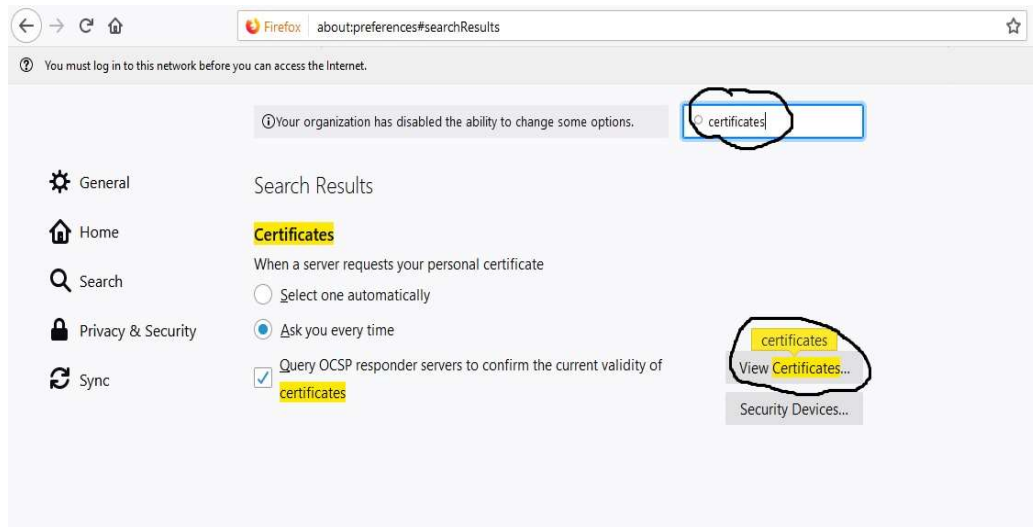 Firefox about:preferences#searchResults
You must log in to this network before you can access the Internet.
Your organization has disabled the ability to change some options.
certificates
General
Home
Search
Privacy & Security
Sync
Search Results
Certificates
When a server requests your personal certificate
Select one automatically
Ask you every time
Query OCSP responder servers to confirm the current validity of
certificates
certificates
View Certificates...
Security Devices...